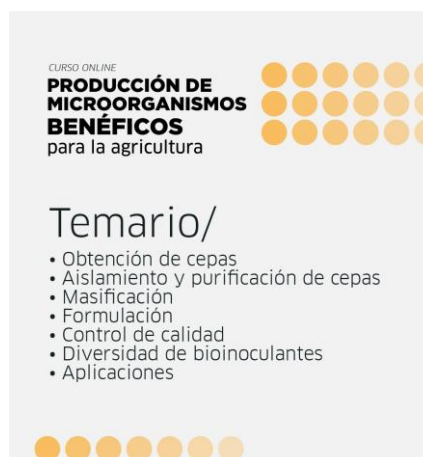 CURSO ONLINE
PRODUCCIÓN DE
MICROORGANISMOS
BENÉFICOS
para la agricultura
Temario/
• Obtención de cepas
• Aislamiento y purificación de cepas
• Masificación
• Formulación
• Control de calidad
• Diversidad de bioinoculantes
• Aplicaciones